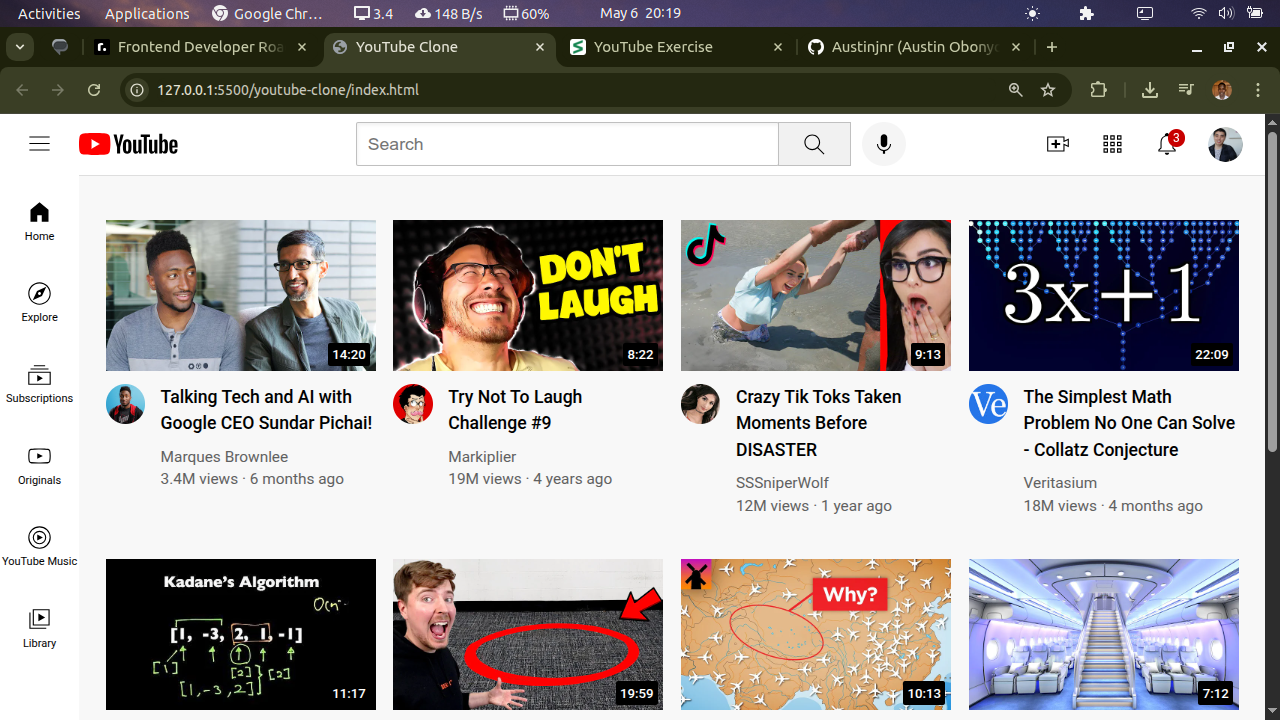 Activities Applications Google Chr... 3.4 148 B/s 60% May 6 20:19
Frontend Developer Roa YouTube Clone YouTube Exercise Austinjnr (Austin Obonyo
127.0.0.1:5500/youtube-clone/index.html
YouTube Search 3
Home
Explore
Subscriptions
Originals
YouTube Music
Library
14:20
DON'T
LAUGH
8:22
9:13
3x+1
22:09
Talking Tech and AI with
Google CEO Sundar Pichai!
Marques Brownlee
3.4M views · 6 months ago
Try Not To Laugh
Challenge #9
Markiplier
19M views · 4 years ago
Crazy Tik Toks Taken
Moments Before
DISASTER
SSSniperWolf
12M views · 1 year ago
Ve
The Simplest Math
Problem No One Can Solve
- Collatz Conjecture
Veritasium
18M views · 4 months ago
Kadane's Algorithm
[1, -3, 2, 1, -1]
[1] [2] [2]
[1,-3,2]
11:17
19:59
Why?
10:13
7:12